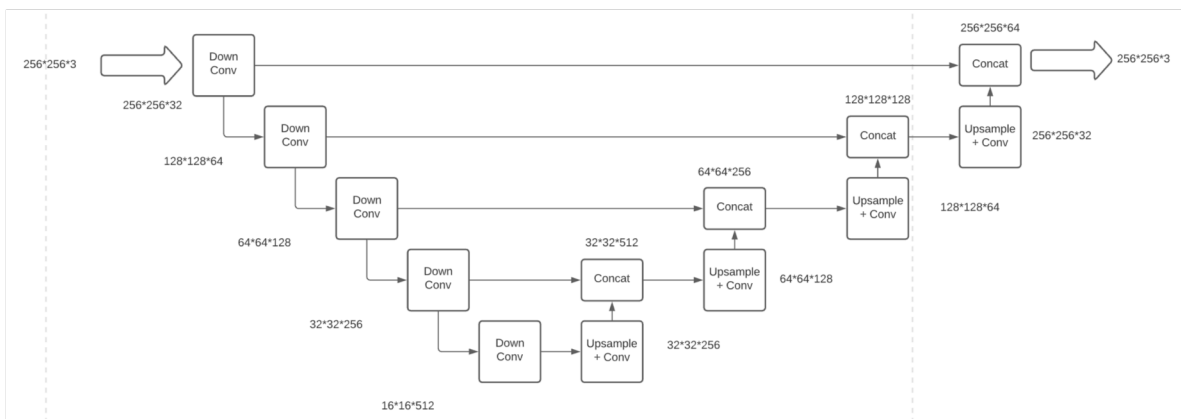 256*256*64
256*256*3
Down
Conv
Concat
256*256*3
256*256*32
128*128*128
Down
Conv
Concat
Upsample
+ Conv
256*256*32
128*128*64
64*64*256
Down
Conv
Concat
Upsample
+ Conv
128*128*64
64*64*128
32*32*512
Down
Conv
Concat
Upsample
+ Conv
64*64*128
32*32*256
Down
Conv
Upsample
+ Conv
32*32*256
16*16*512